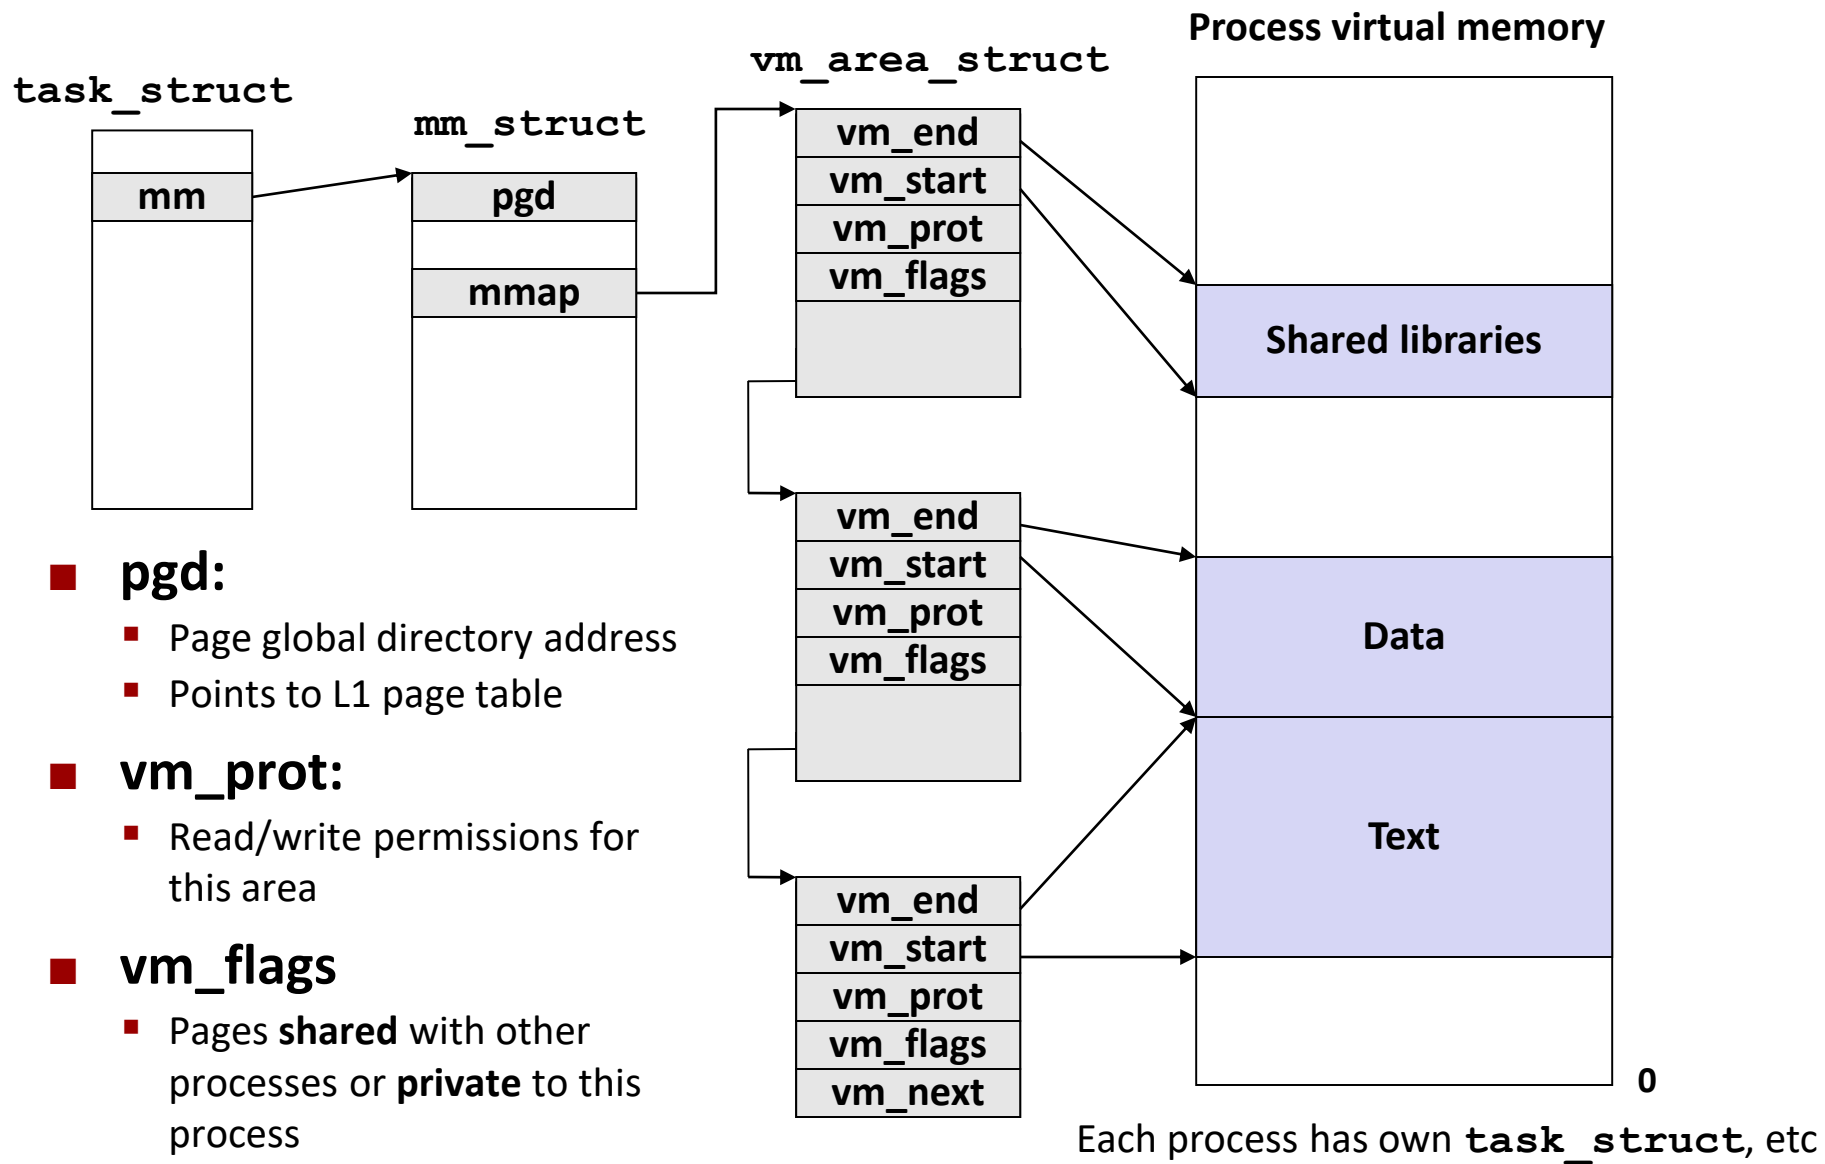 Process virtual memory
vm_area_struct
task_struct
mm_struct
mm
pgd
mmap
vm_end
vm_start
vm_prot
vm_flags
Shared libraries
vm_end
vm_start
vm_prot
vm_flags
Data
Text
vm_end
vm_start
vm_prot
vm_flags
vm_next
0
pgd:
Page global directory address
Points to L1 page table
vm_prot:
Read/write permissions for
this area
vm_flags
Pages shared with other
processes or private to this
process
Each process has own task_struct, etc